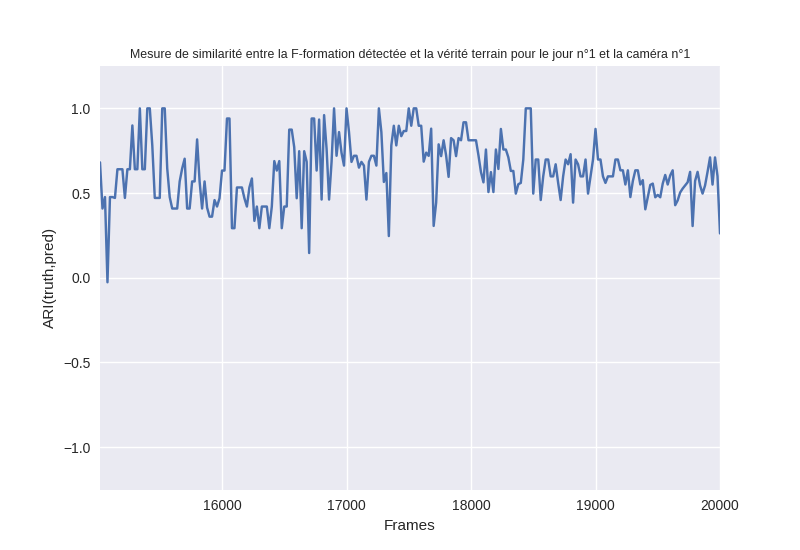 Mesure de similarité entre la F-formation détectée et la vérité terrain pour le jour n°1 et la caméra n°1
1.0
0.5
0.0
−0.5
−1.0
ARI(truth,pred)
16000 17000 18000 19000 20000
Frames